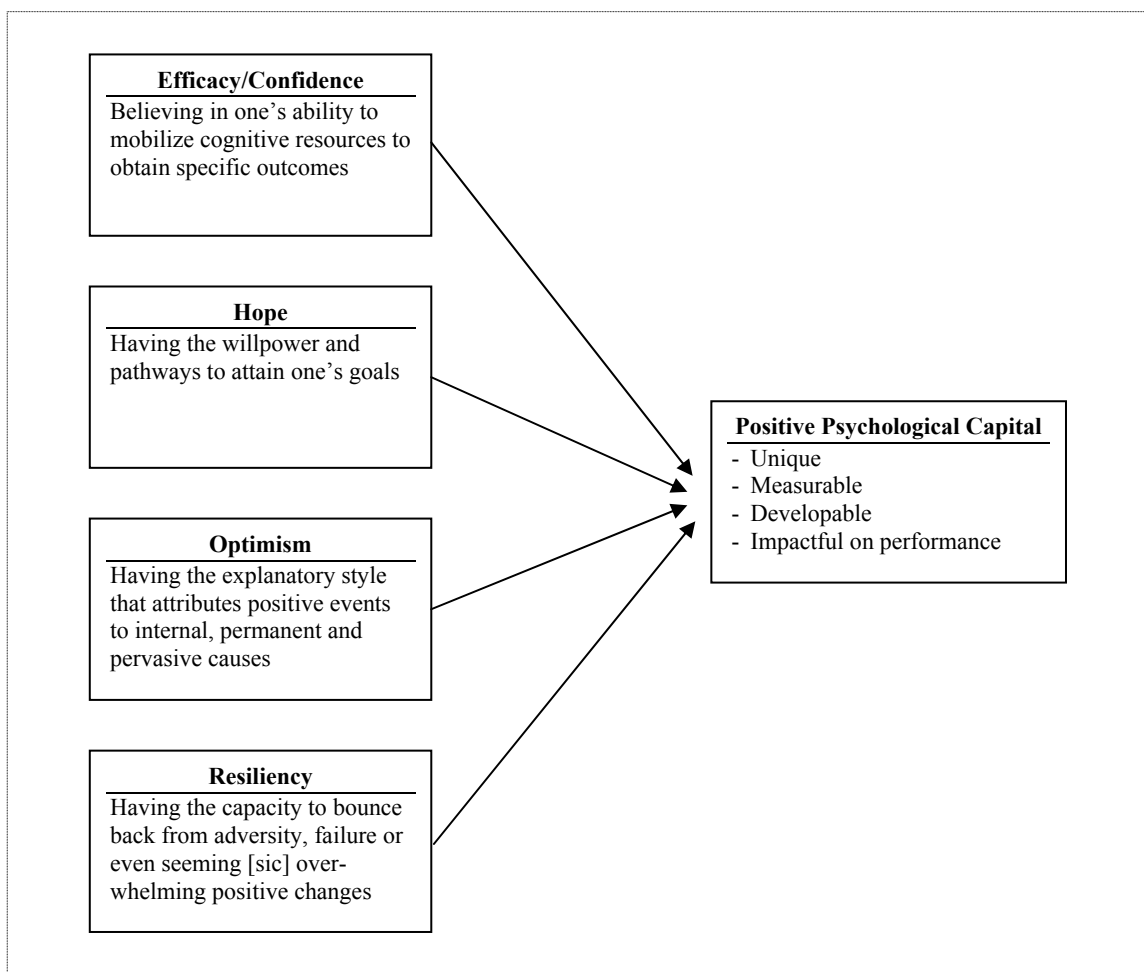 Efficacy/Confidence
Believing in one’s ability to
mobilize cognitive resources to
obtain specific outcomes
Hope
Having the willpower and
pathways to attain one’s goals
Optimism
Having the explanatory style
that attributes positive events
to internal, permanent and
pervasive causes
Resiliency
Having the capacity to bounce
back from adversity, failure or
even seeming [sic] over-
whelming positive changes
Positive Psychological Capital
- Unique
- Measurable
- Developable
- Impactful on performance